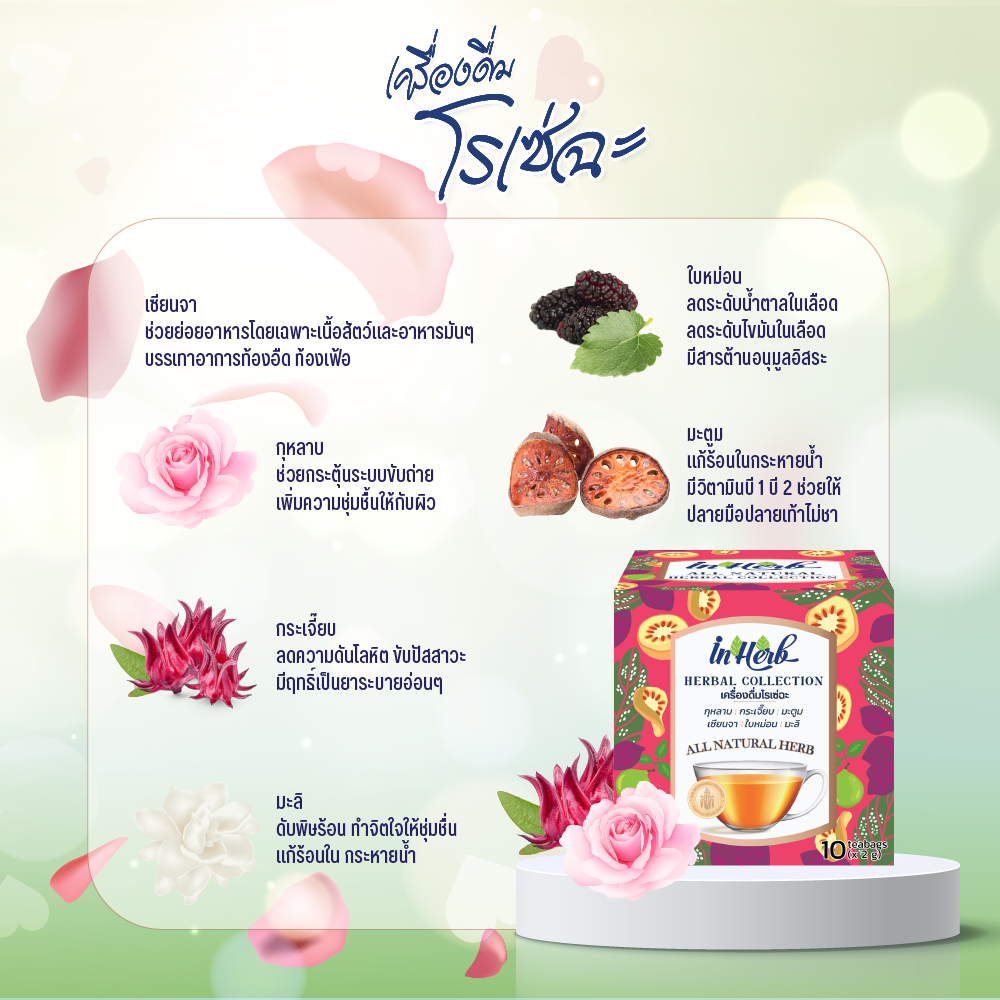 เครื่องดื่ม
โรเซ่ฉะ
เซียนจา
ช่วยย่อยอาหารโดยเฉพาะเนื้อสัตว์และอาหารมันๆ
บรรเทาอาการท้องอืด ท้องเฟ้อ
กุหลาบ
ช่วยกระตุ้นระบบขับถ่าย
เพิ่มความชุ่มชื้นให้กับผิว
กระเจี๊ยบ
ลดความดันโลหิต ขับปัสสาวะ
มีฤทธิ์เป็นยาระบายอ่อนๆ
มะลิ
ดับพิษร้อน ทำจิตใจให้ชุ่มชื่น
แก้ร้อนใน กระหายน้ำ
ใบหม่อน
ลดระดับน้ำตาลในเลือด
ลดระดับไขมันในเลือด
มีสารต้านอนุมูลอิสระ
มะตูม
แก้ร้อนในกระหายน้ำ
มีวิตามินบี 1 บี 2 ช่วยให้
ปลายมือปลายเท้าไม่ชา
inHerb
ALL NATURAL
HERBAL COLLECTION
inHerb
HERBAL COLLECTION
เครื่องดื่มโรเซ่ฉะ
กุหลาบ : กระเจี๊ยบ : มะตูม
เซียนจา : ใบหม่อน : มะลิ
ALL NATURAL HERB
10 teabags
(x 2 g)